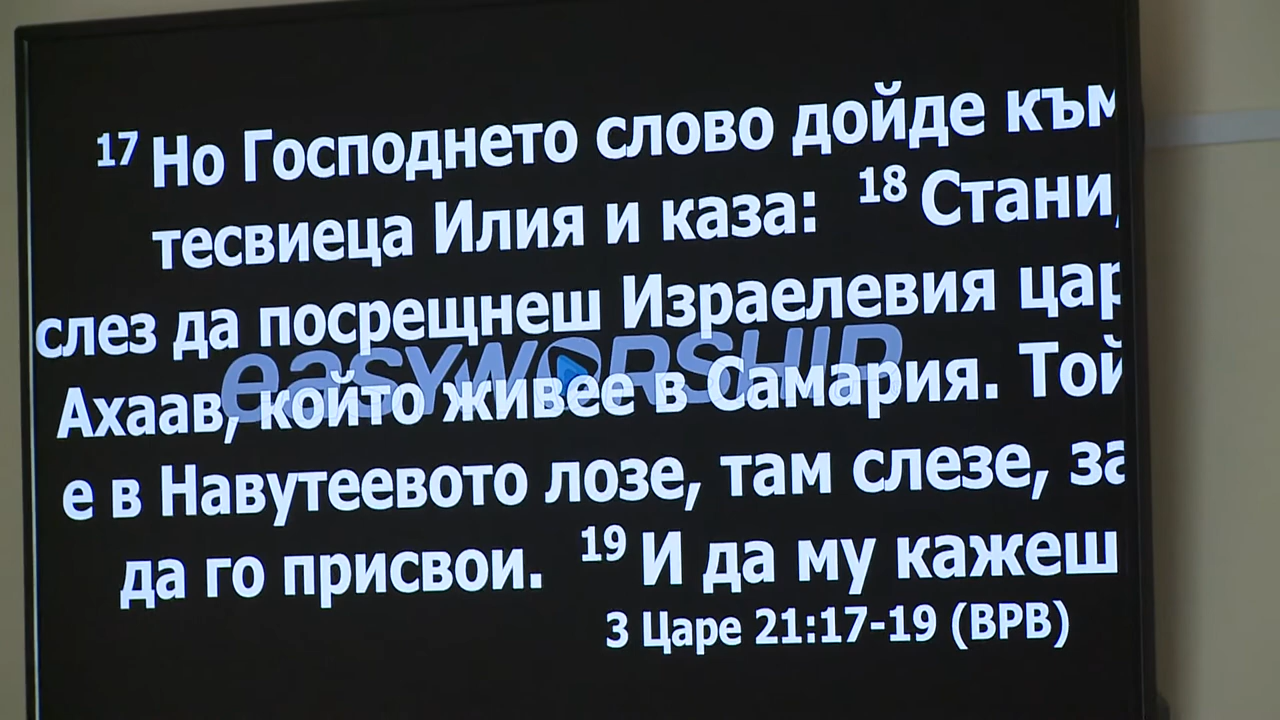 17 Но Господнето слово дойде към
тесвиеца Илия и каза: 18 Стани,
слез да посрещнеш Израелевия цар
Ахаав, който живее в Самария. Той
е в Навутеевото лозе, там слезе, за
да го присвои. 19 И да му кажеш
3 Царе 21:17-19 (ВРВ)
easyWORSHIP